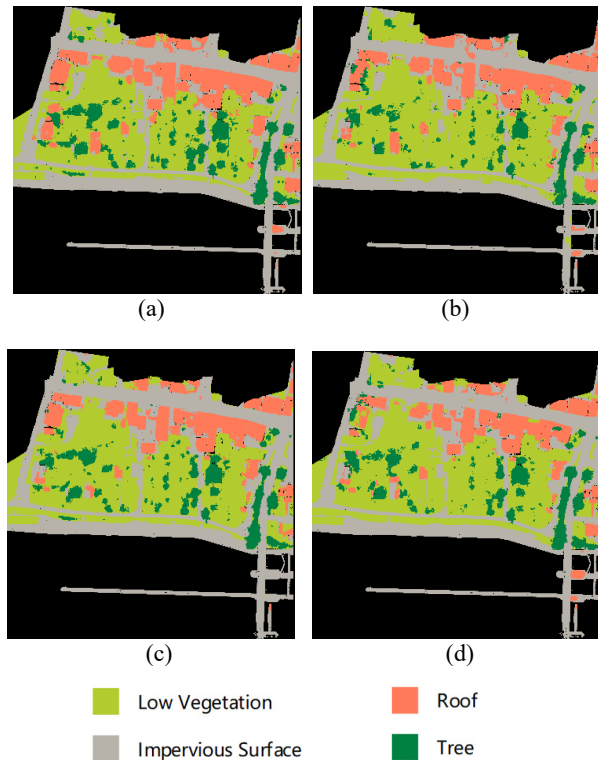 (a)
(b)
(c)
(d)
Low Vegetation
Roof
Impervious Surface
Tree